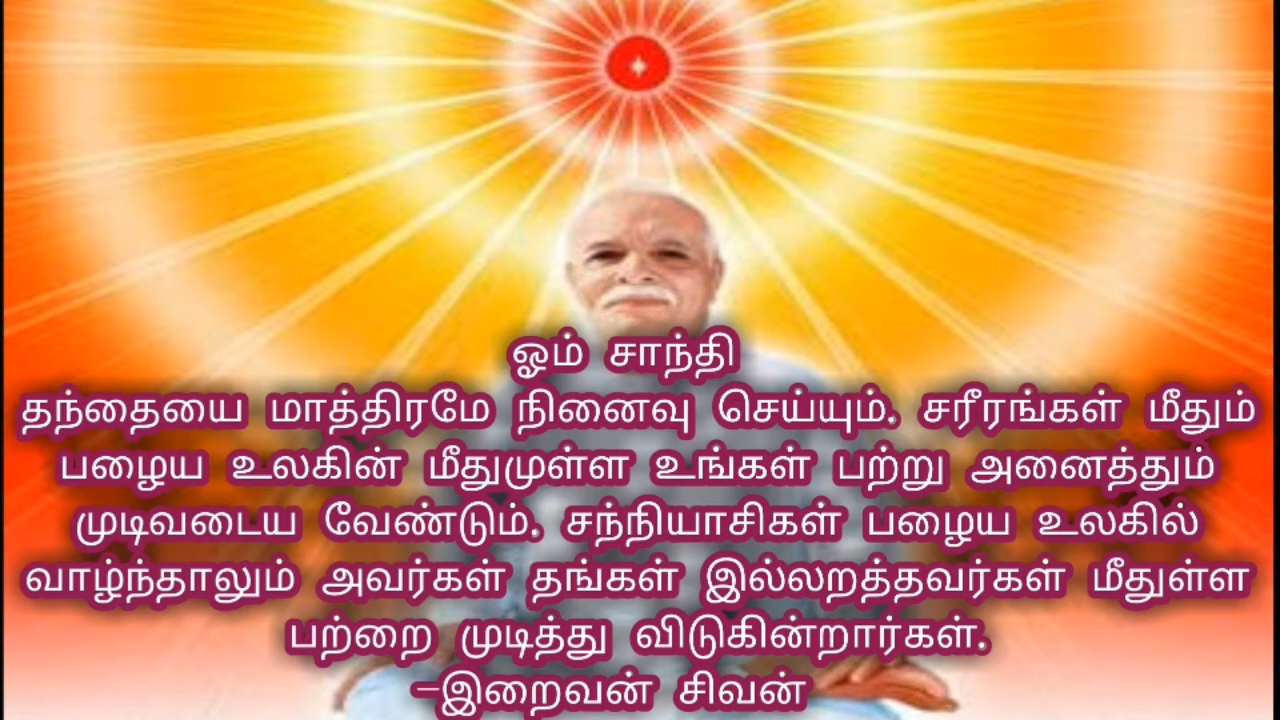 ஓம் சாந்தி
தந்தையை மாத்திரமே நினைவு செய்யும். சரீரங்கள் மீதும்
பழைய உலகின் மீதுமுள்ள உங்கள் பற்று அனைத்தும்
முடிவடைய வேண்டும். சந்நியாசிகள் பழைய உலகில்
வாழ்ந்தாலும் அவர்கள் தங்கள் இல்லறத்தவர்கள் மீதுள்ள
பற்றை முடித்து விடுகின்றார்கள்.
–இறைவன் சிவன்